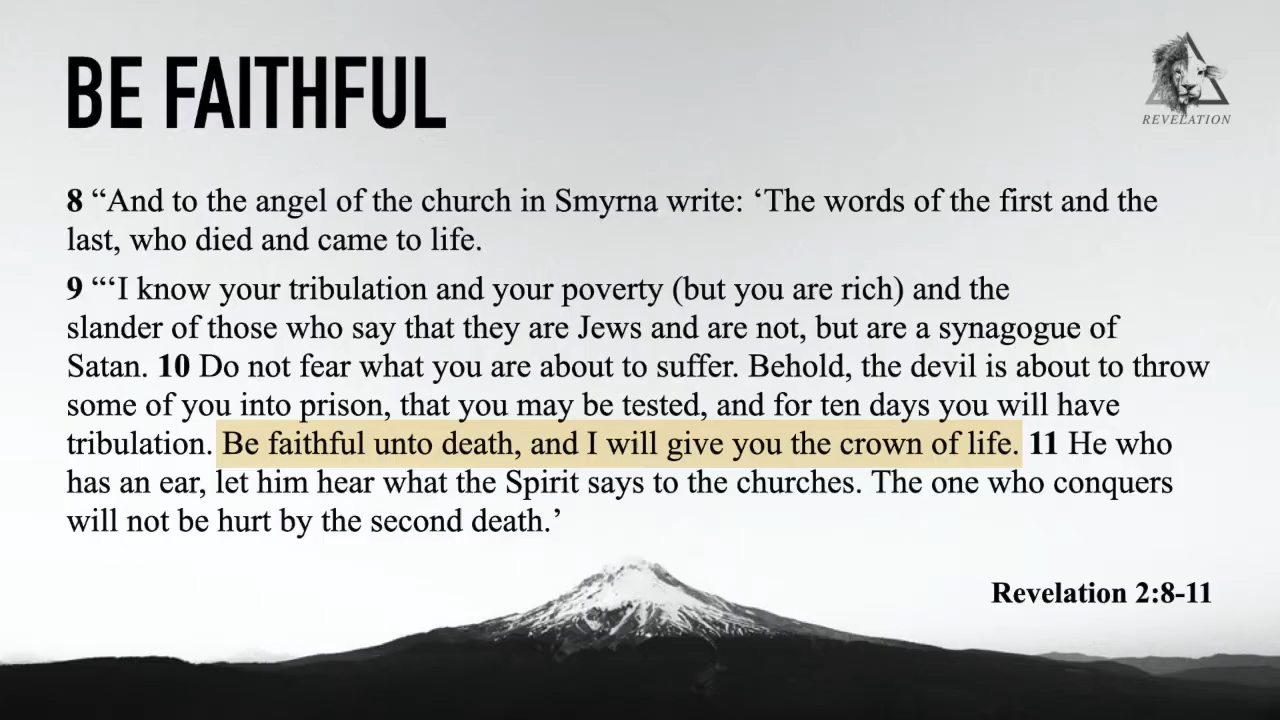 BE FAITHFUL
REVELATION
8 “And to the angel of the church in Smyrna write: ‘The words of the first and the
last, who died and came to life.
9 “‘I know your tribulation and your poverty (but you are rich) and the
slander of those who say that they are Jews and are not, but are a synagogue of
Satan. 10 Do not fear what you are about to suffer. Behold, the devil is about to throw
some of you into prison, that you may be tested, and for ten days you will have
tribulation. Be faithful unto death, and I will give you the crown of life. 11 He who
has an ear, let him hear what the Spirit says to the churches. The one who conquers
will not be hurt by the second death.’
Revelation 2:8-11